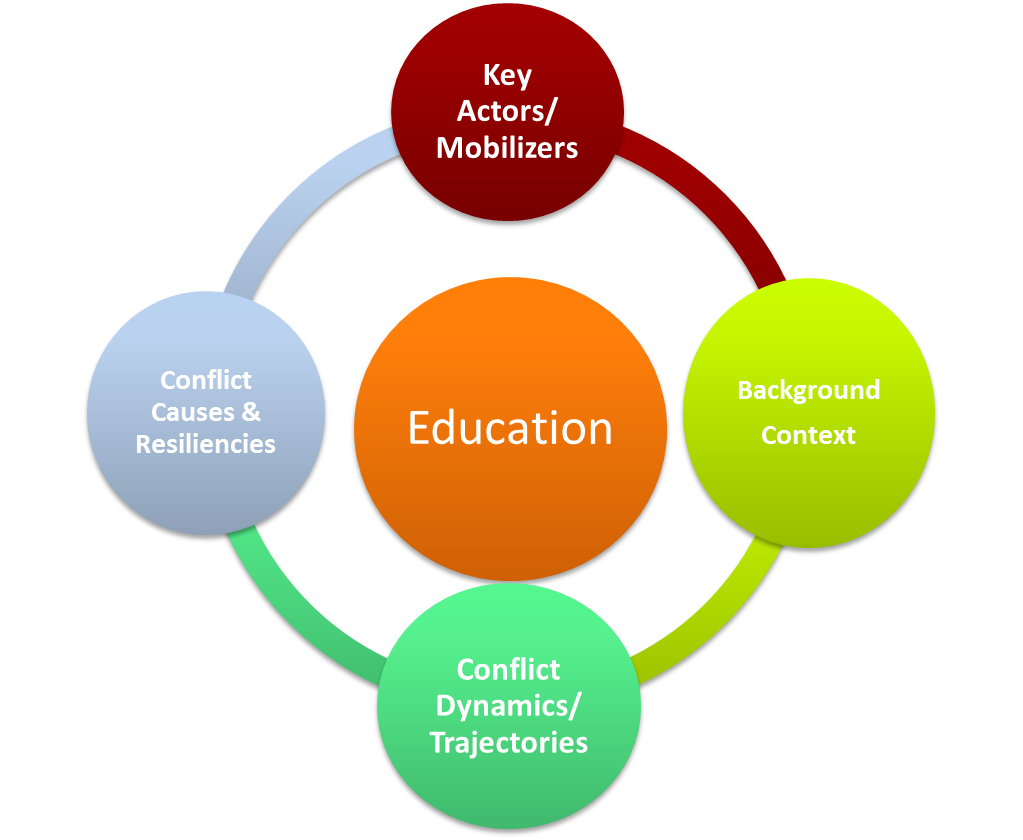 Key
Actors/
Mobilizers
Conflict
Causes &
Resiliencies
Education
Background
Context
Conflict
Dynamics/
Trajectories